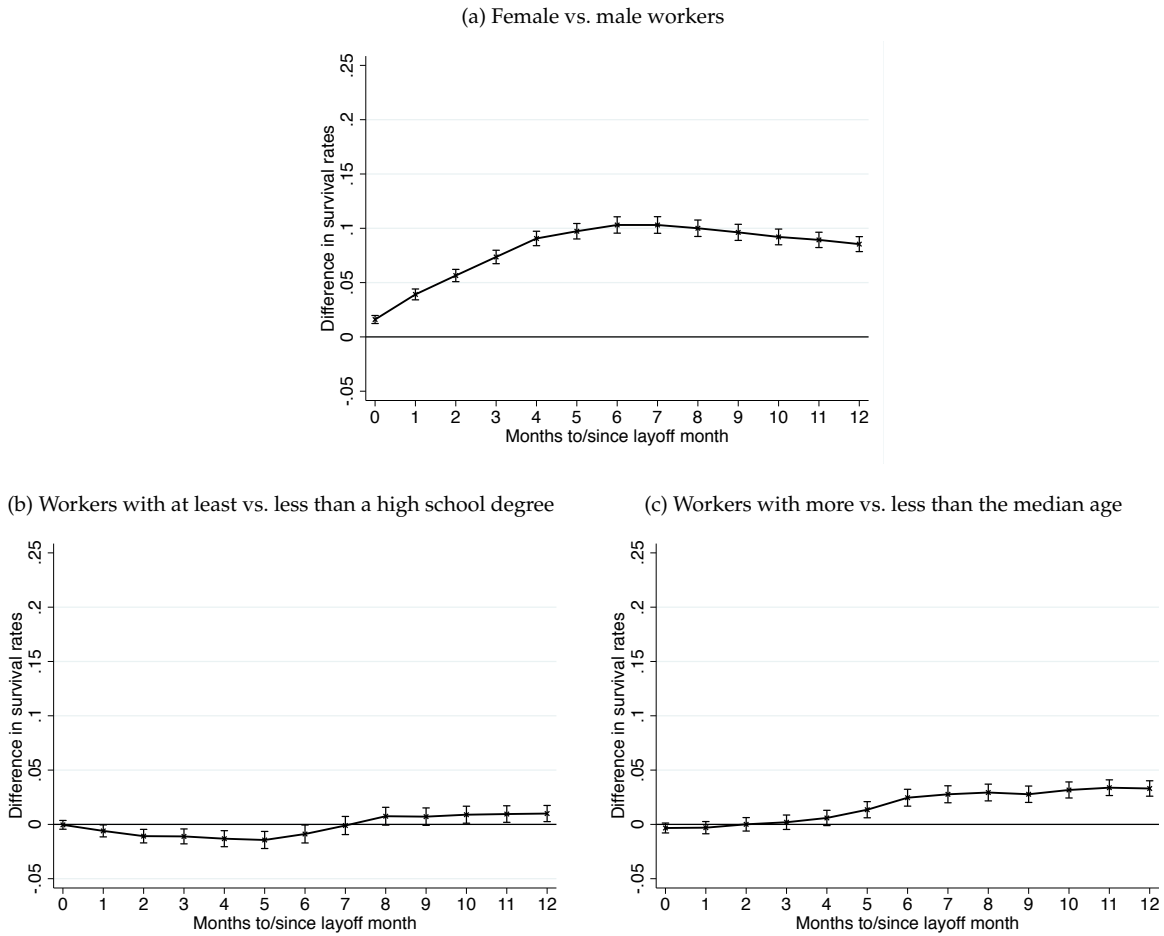 (a) Female vs. male workers
.25
.2
.15
.1
.05
0
-.05
Difference in survival rates
0 1 2 3 4 5 6 7 8 9 10 11 12
Months to/since layoff month
(b) Workers with at least vs. less than a high school degree
.25
.2
.15
.1
.05
0
-.05
Difference in survival rates
0 1 2 3 4 5 6 7 8 9 10 11 12
Months to/since layoff month
(c) Workers with more vs. less than the median age
.25
.2
.15
.1
.05
0
-.05
Difference in survival rates
0 1 2 3 4 5 6 7 8 9 10 11 12
Months to/since layoff month